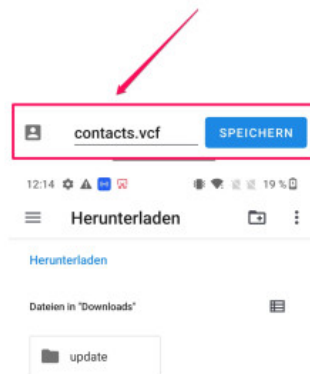 contacts.vcf SPEICHERN
12:14 19 %
Herunterladen
Herunterladen
Dateien in "Downloads"
update